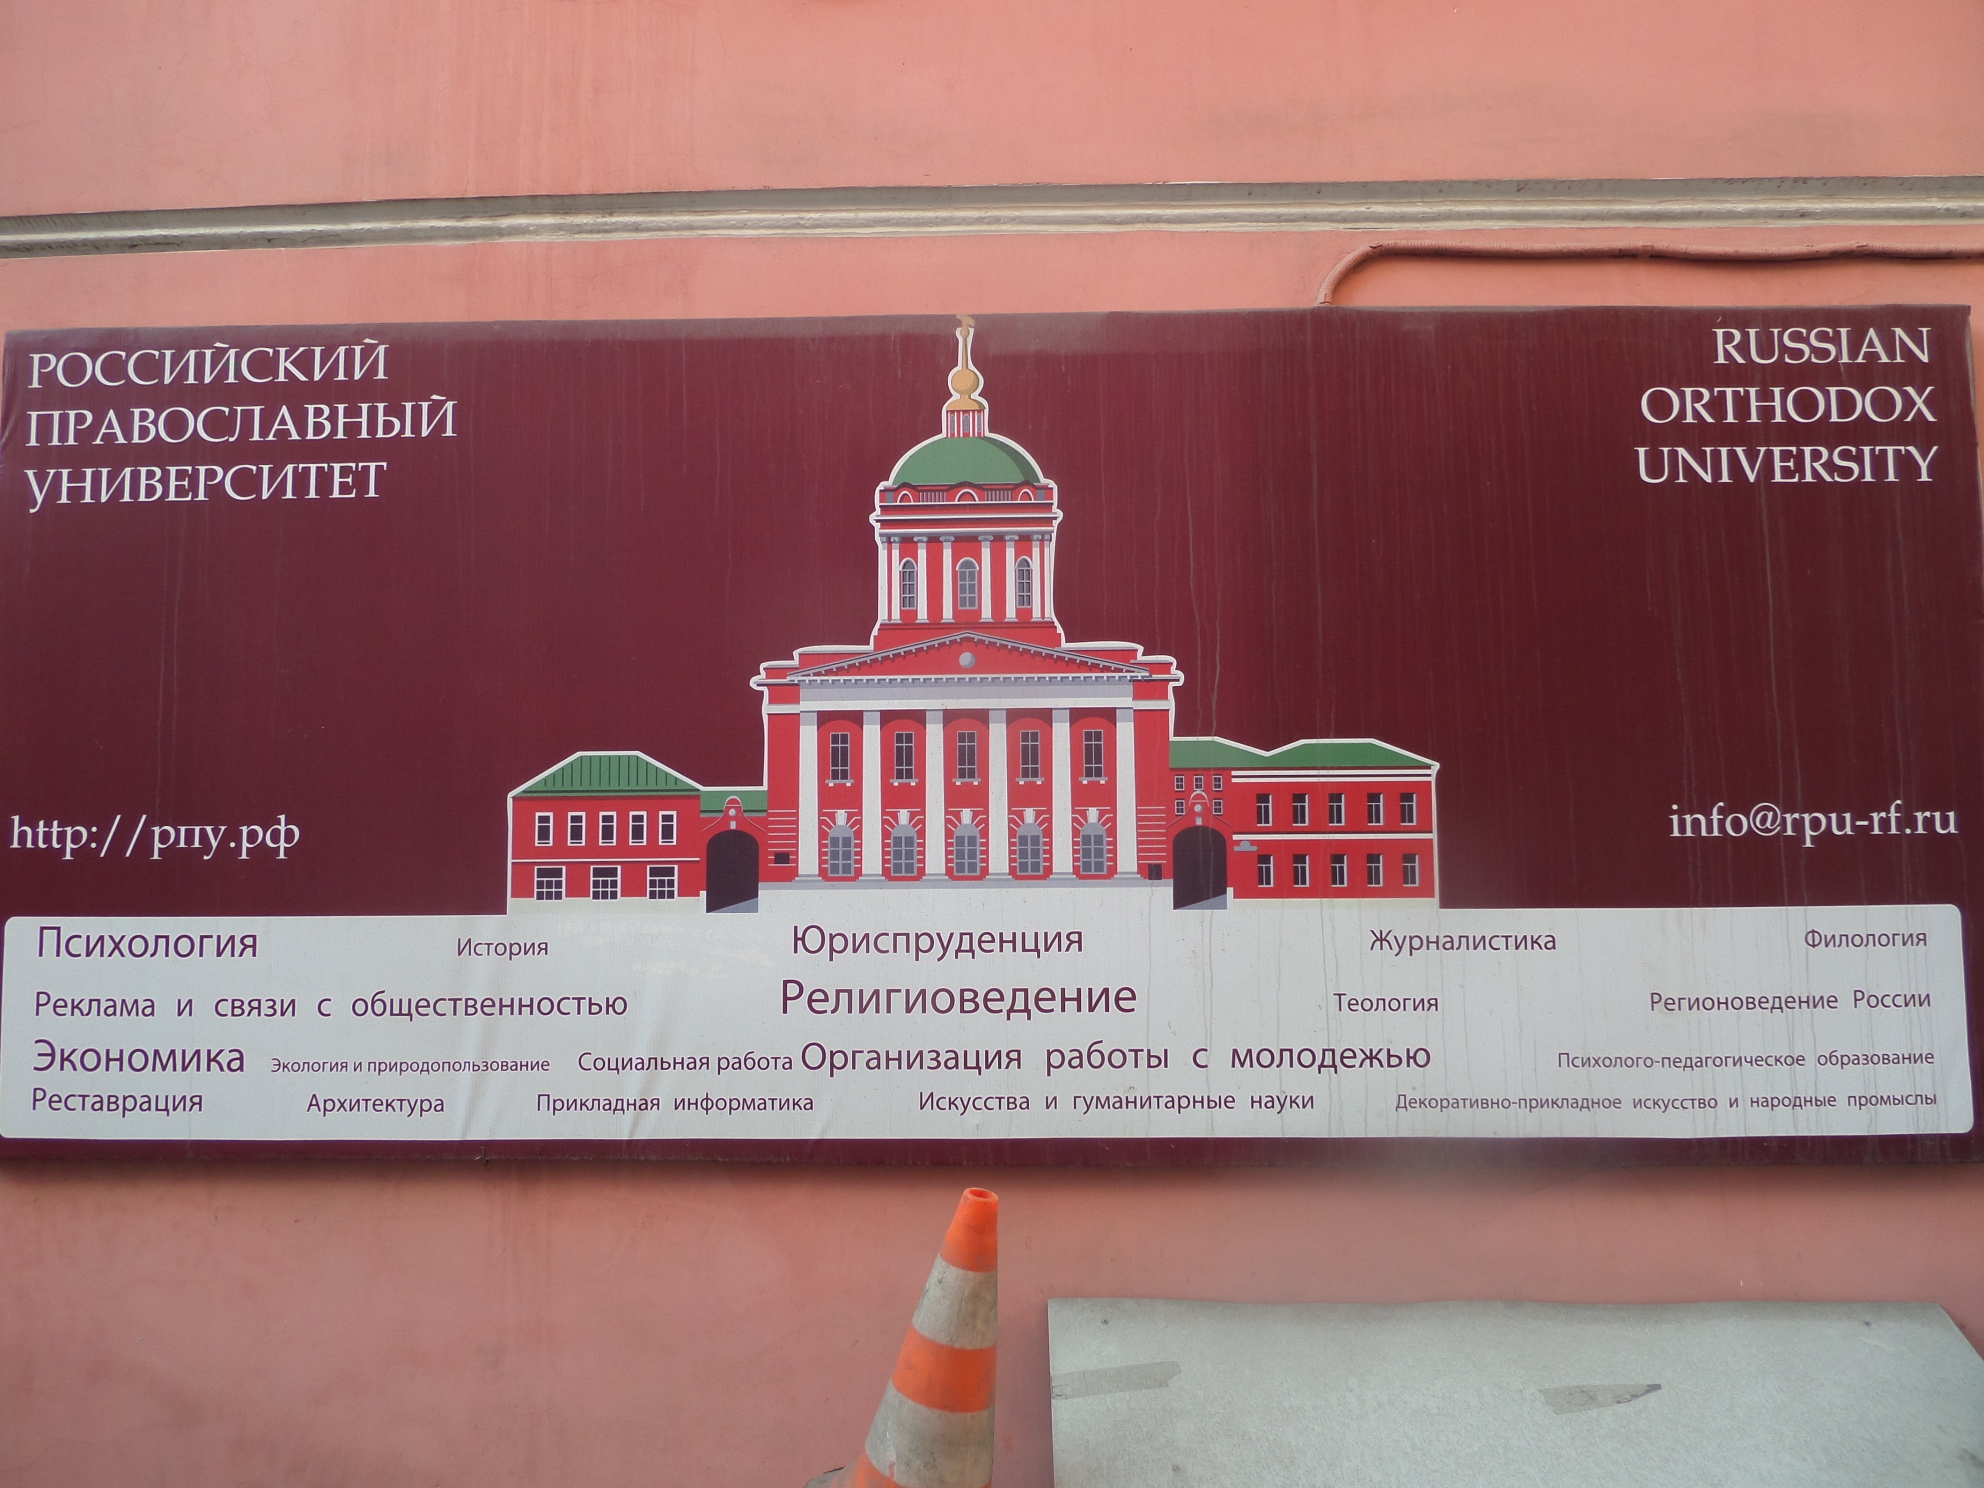 РОССИЙСКИЙ
ПРАВОСЛАВНЫЙ
УНИВЕРСИТЕТ
RUSSIAN
ORTHODOX
UNIVERSITY
http://рпу.рф
info@rpu-rf.ru
Психология История Юриспруденция Журналистика Филология
Реклама и связи с общественностью Религиоведение Теология Регионоведение России
Экономика Экология и природопользование Социальная работа Организация работы с молодежью Психолого-педагогическое образование
Реставрация Архитектура Прикладная информатика Искусства и гуманитарные науки Декоративно-прикладное искусство и народные промыслы